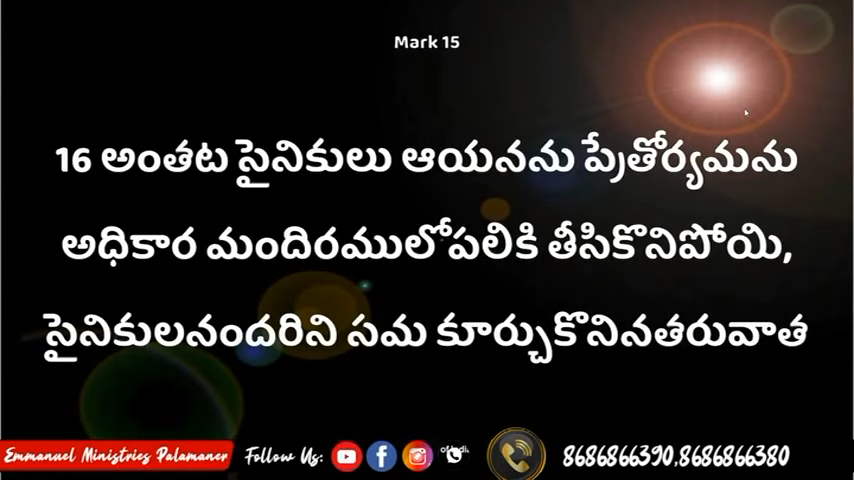 Mark 15
16 అంతట సైనికులు ఆయనను ప్రేతోర్యమను
అధికార మందిరములోపలికి తీసికొనిపోయి,
సైనికులనందరిని సమ కూర్చుకొనినతరువాత
Emmanuel Ministries Palamaner Follow Us: 8686866390,8686866380